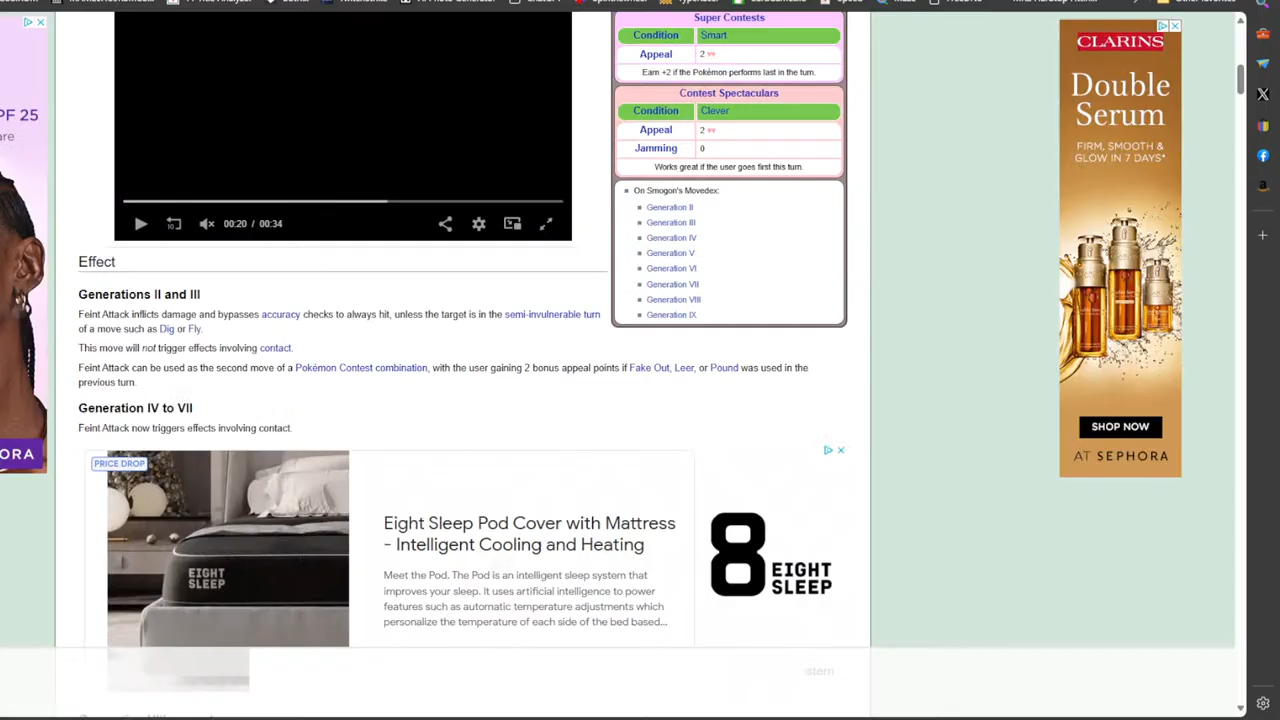 Super Contests
Condition Smart
Appeal 2
Earn +2 if the Pokémon performs last in the turn.
Contest Spectaculars
Condition Clever
Appeal 2
Jamming 0
Works great if the user goes first this turn.
On Smogon's Movedex:
Generation II
Generation III
Generation IV
Generation V
Generation VI
Generation VII
Generation VIII
Generation IX
10 00:20 / 00:34
Effect
Generations II and III
Feint Attack inflicts damage and bypasses accuracy checks to always hit, unless the target is in the semi-invulnerable turn
of a move such as Dig or Fly.
This move will not trigger effects involving contact.
Feint Attack can be used as the second move of a Pokémon Contest combination, with the user gaining 2 bonus appeal points if Fake Out, Leer, or Pound was used in the
previous turn.
Generation IV to VII
Feint Attack now triggers effects involving contact.
PRICE DROP
EIGHT
SLEEP
Eight Sleep Pod Cover with Mattress
- Intelligent Cooling and Heating
Meet the Pod. The Pod is an intelligent sleep system that
improves your sleep. It uses artificial intelligence to power
features such as automatic temperature adjustments which
personalize the temperature of each side of the bed based...
8 EIGHT
SLEEP
PF 25
ORA
CLARINS
Double
Serum
FIRM, SMOOTH &
GLOW IN 7 DAYS*
SHOP NOW
AT SEPHORA